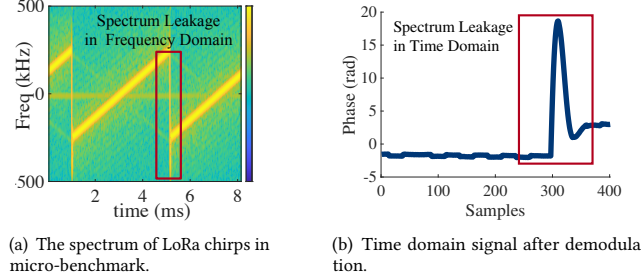 500
Spectrum Leakage
in Frequency Domain
Freq (kHz)
0
-500
2
4
6
8
time (ms)
(a) The spectrum of LoRa chirps in
micro-benchmark.
20
Spectrum Leakage
in Time Domain
15
10
5
0
-5
Phase (rad)
0
100
200
300
400
Samples
(b) Time domain signal after demodula
tion.